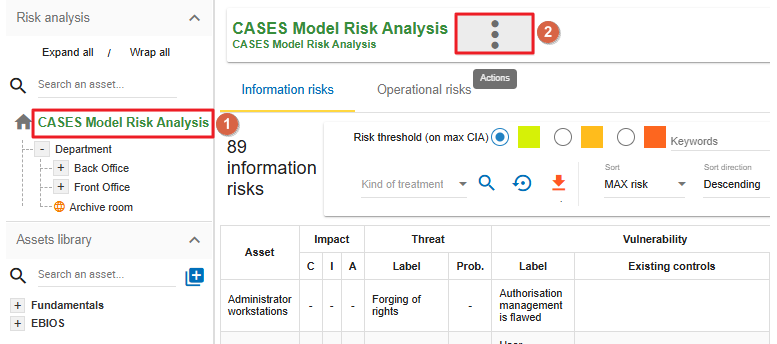 Risk analysis
Expand all / Wrap all
Search an asset...
CASES Model Risk Analysis
1
- Department
+ Back Office
+ Front Office
Archive room
Assets library
Search an asset...
+ Fundamentals
+ EBIOS
CASES Model Risk Analysis
CASES Model Risk Analysis
2
Actions
Information risks
Operational risks
89
information
risks
Risk threshold (on max CIA)
Keywords
Kind of treatment
Sort
MAX risk
Sort direction
Descending
Asset
Impact
Threat
Vulnerability
C I A
Label
Prob.
Label
Existing controls
Administrator
workstations
- - -
Forging of
rights
-
Authorisation
management
is flawed